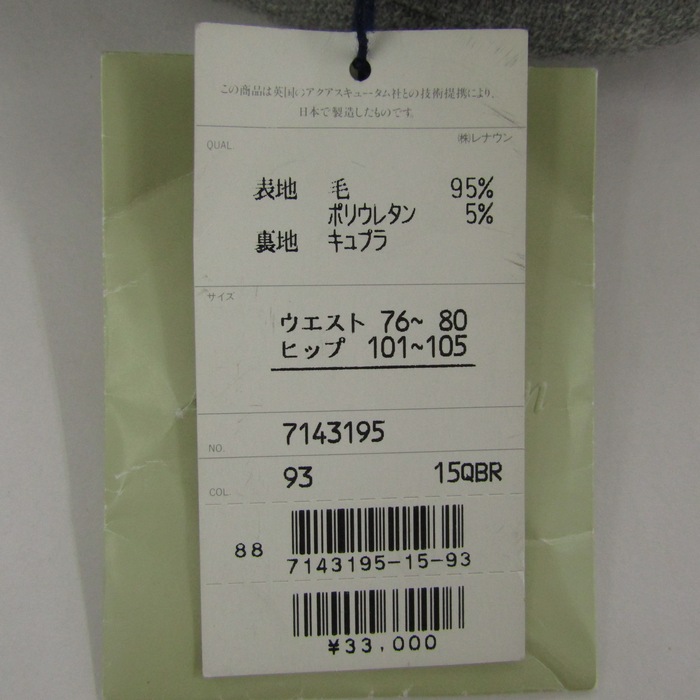 この商品は英国のアクアスキュータム社との技術提携により、
日本で製造したものです。
QUAL
㈱レナウン
表地 毛 95%
ポリウレタン 5%
裏地 キュプラ
サイズ
ウエスト 76~ 80
ヒップ 101~105
NO. 7143195
COL. 93 15QBR
88
7143195-15-93
¥33,000